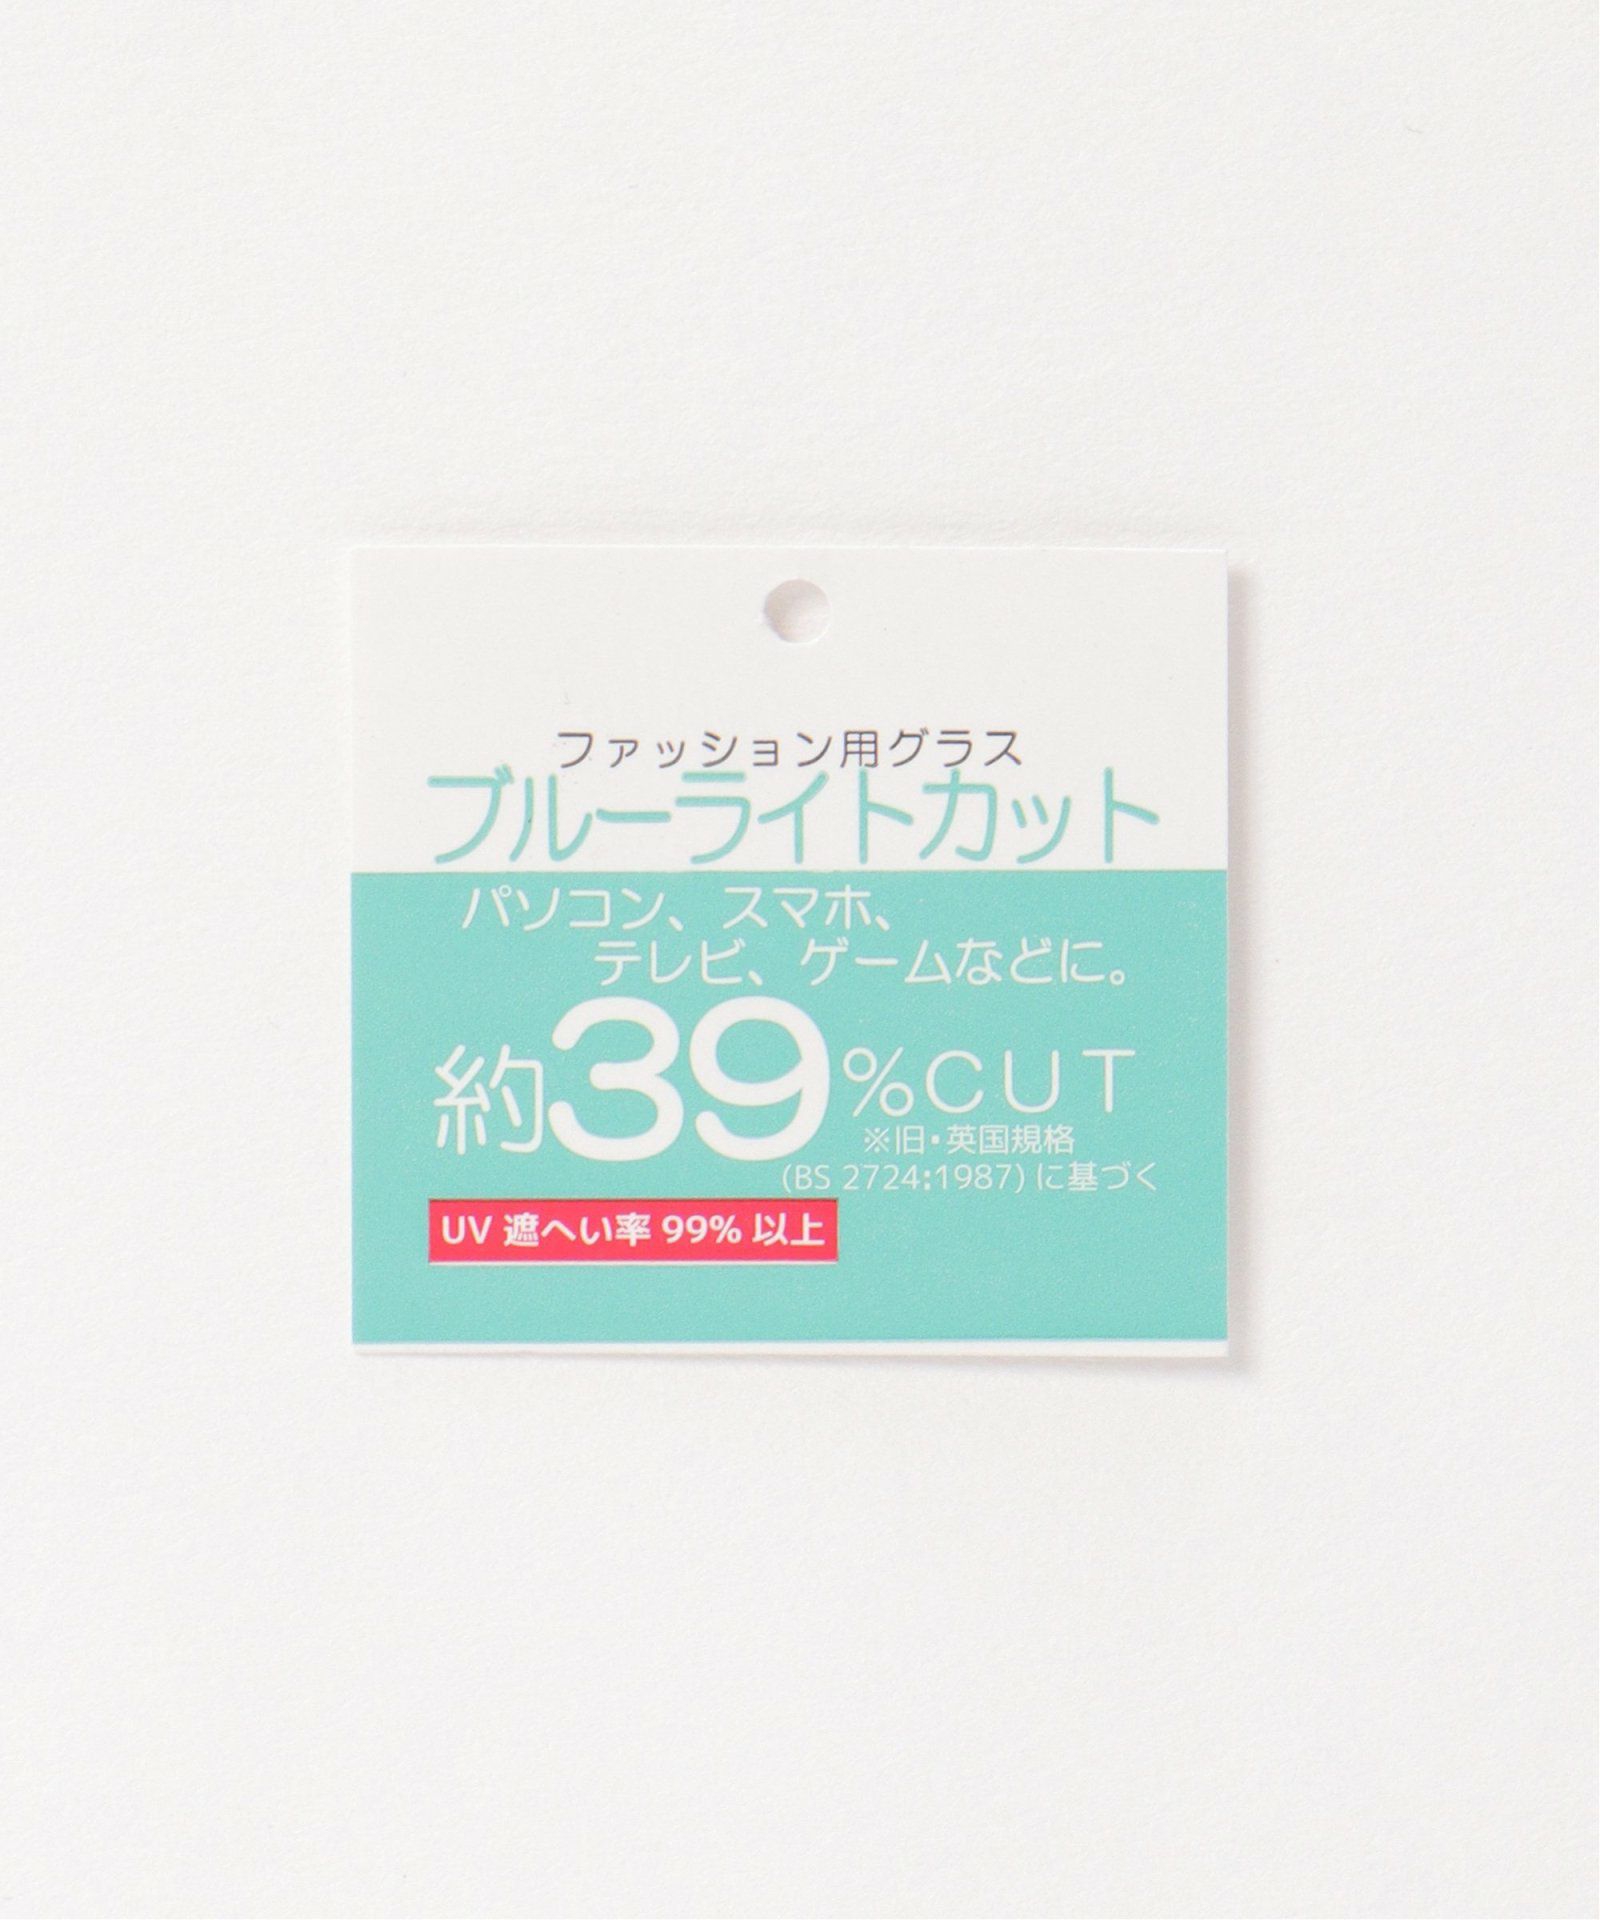 ファッション用グラス
ブルーライトカット
パソコン、スマホ、
テレビ、ゲームなどに。
約39%CUT
※旧・英国規格
(BS 2724:1987) に基づく
UV 遮へい率 99% 以上